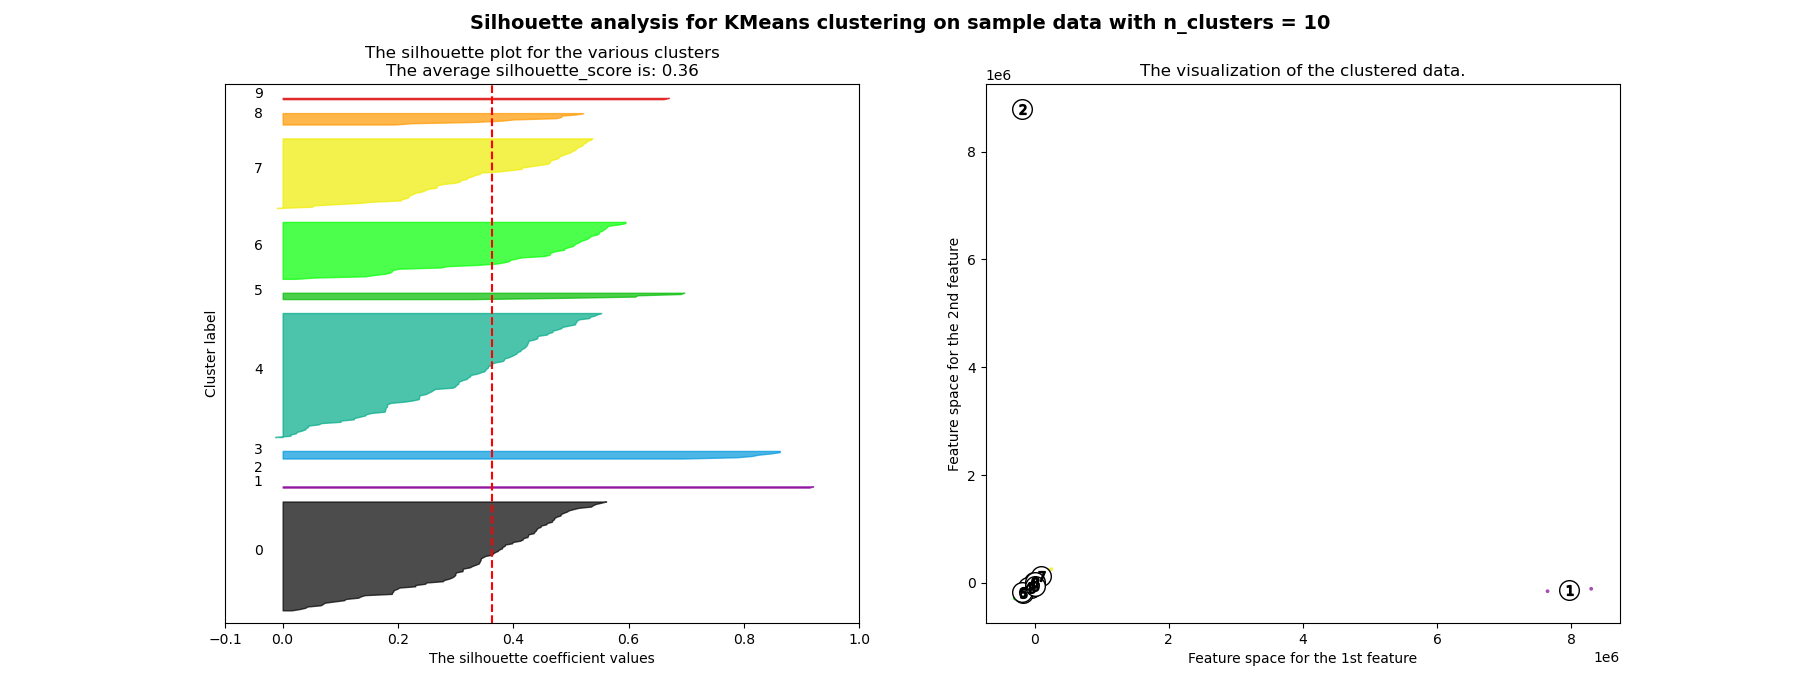 Silhouette analysis for KMeans clustering on sample data with n_clusters = 10
The silhouette plot for the various clusters
The average silhouette_score is: 0.36
9
8
7
6
5
4
3
2
1
0
Cluster label
−0.1 0.0 0.2 0.4 0.6 0.8 1.0
The silhouette coefficient values
The visualization of the clustered data.
1e6
8
6
4
2
0
Feature space for the 2nd feature
2
7
1
0 2 4 6 8
1e6
Feature space for the 1st feature